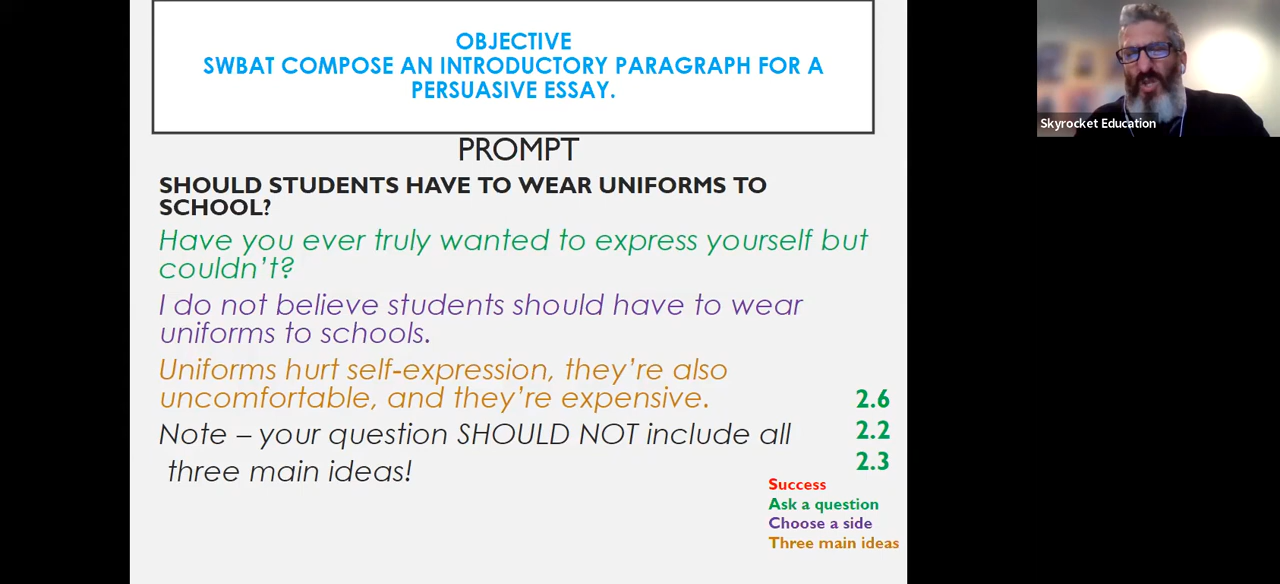 OBJECTIVE
SWBAT COMPOSE AN INTRODUCTORY PARAGRAPH FOR A
PERSUASIVE ESSAY.
PROMPT
SHOULD STUDENTS HAVE TO WEAR UNIFORMS TO
SCHOOL?
Have you ever truly wanted to express yourself but
couldn't?
I do not believe students should have to wear
uniforms to schools.
Uniforms hurt self-expression, they're also
uncomfortable, and they're expensive.
Note – your question SHOULD NOT include all
three main ideas!
2.6
2.2
2.3
Success
Ask a question
Choose a side
Three main ideas
Skyrocket Education